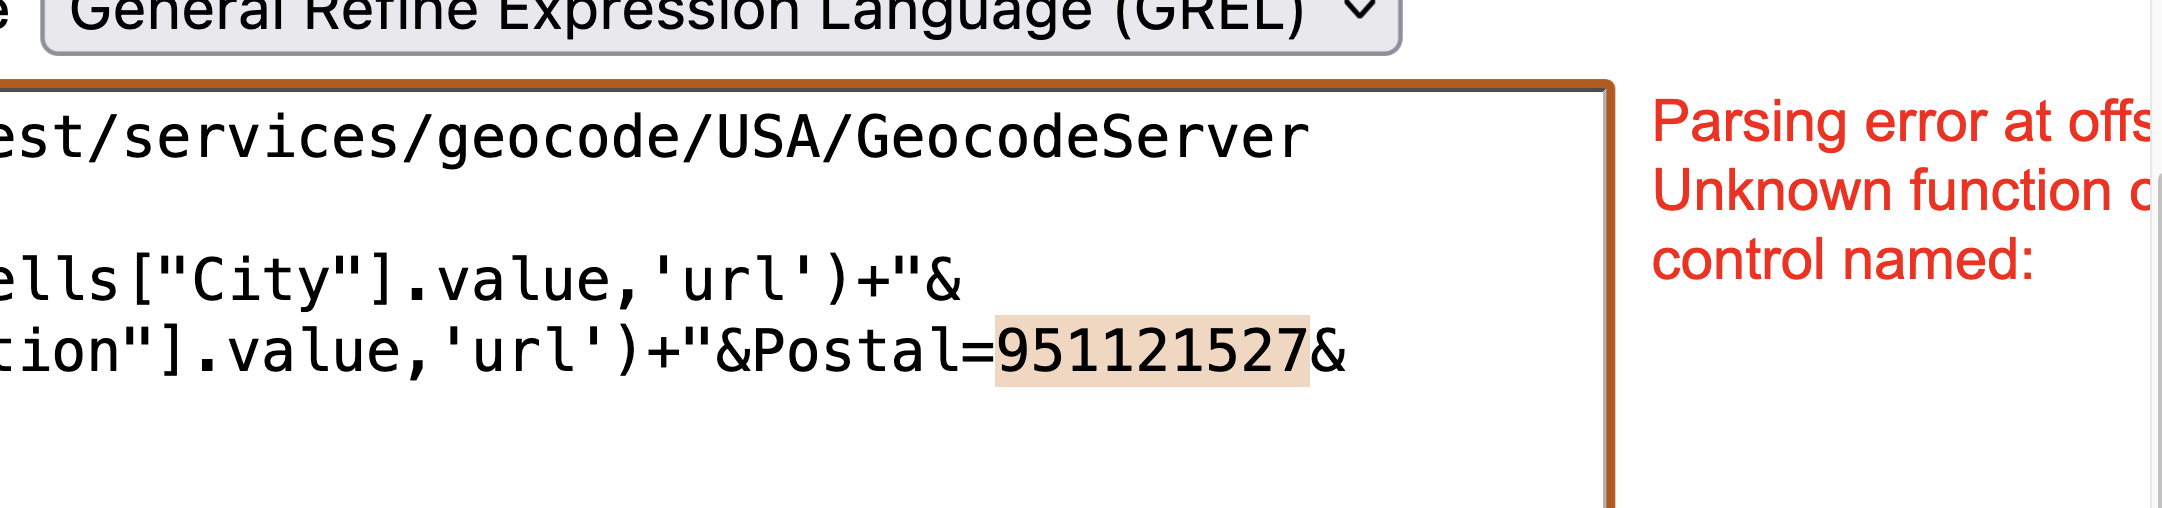 General Refine Expression Language (GREL)
est/services/geocode/USA/GeocodeServer
ells["City"].value,'url')+"&
tion"].value,'url')+"&Postal=951121527&
Parsing error at offs
Unknown function
control named: